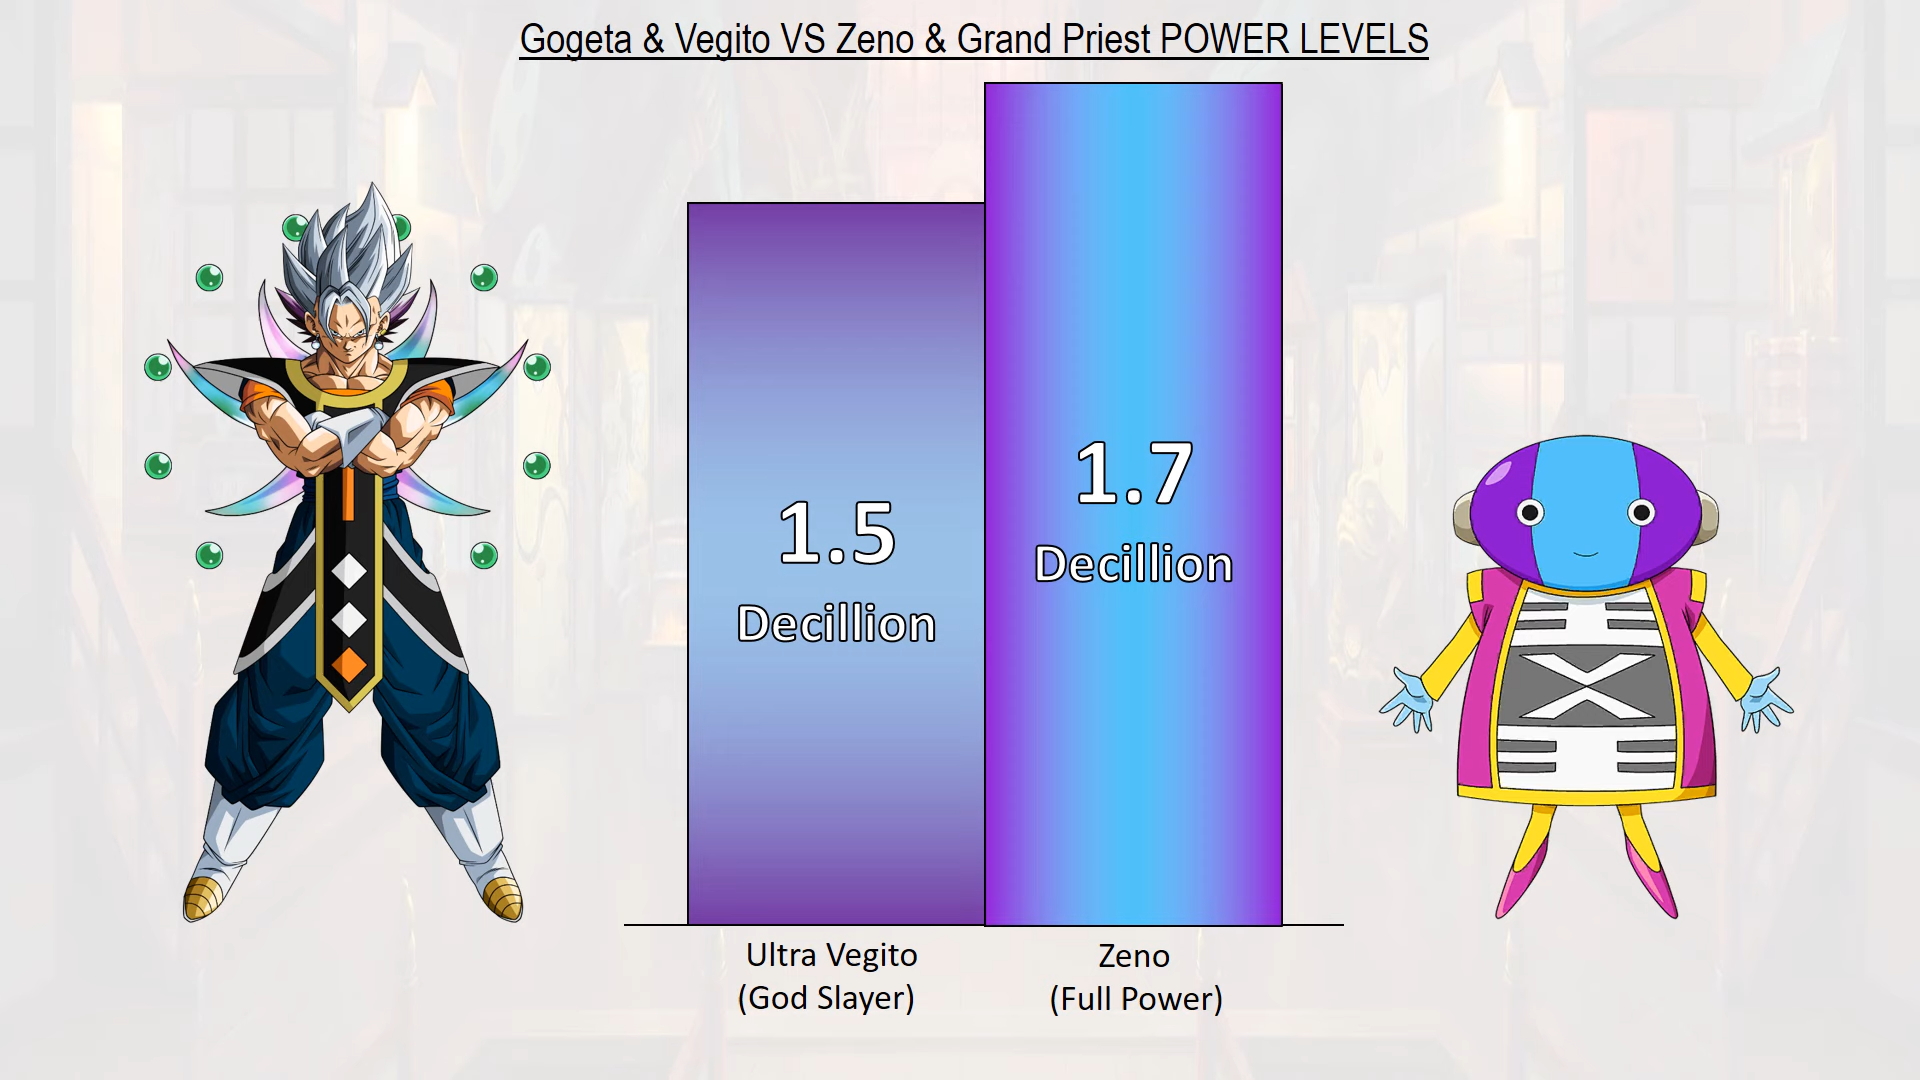 Gogeta & Vegito VS Zeno & Grand Priest POWER LEVELS
1.5
Decillion
1.7
Decillion
Ultra Vegito
(God Slayer)
Zeno
(Full Power)